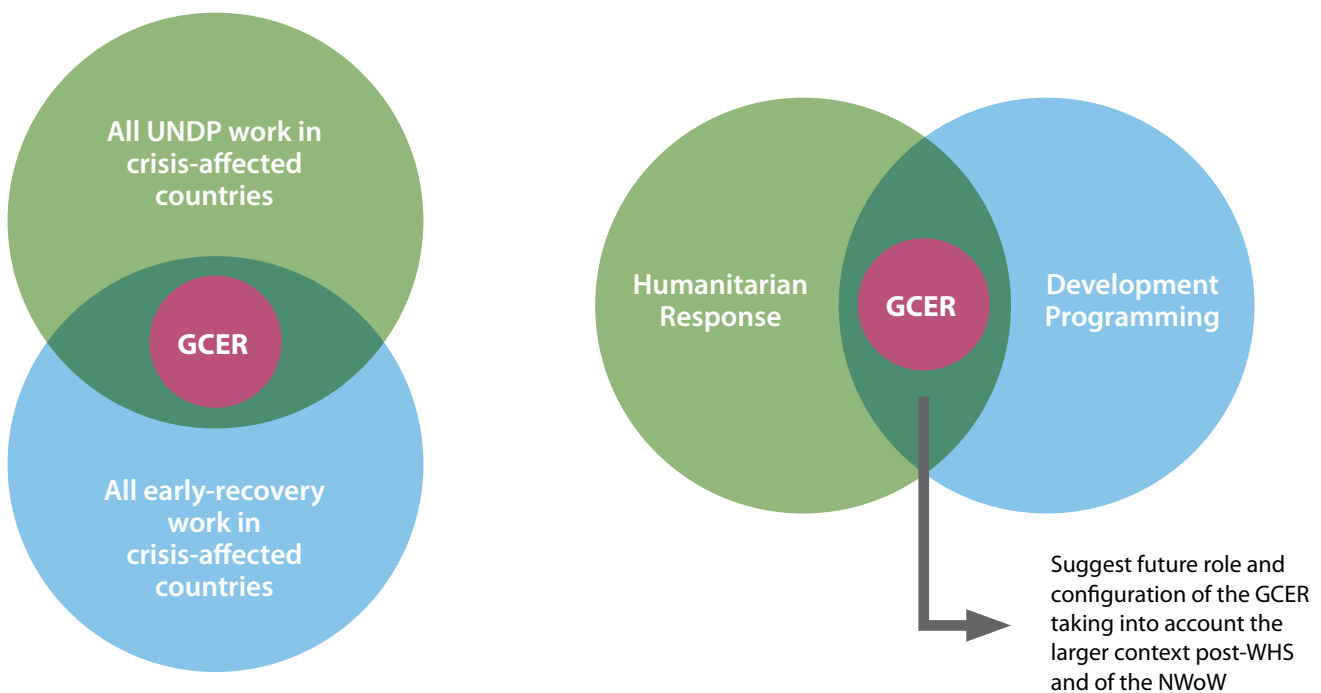 All UNDP work in
crisis-affected
countries
GCER
All early-recovery
work in
crisis-affected
countries
Humanitarian
Response
GCER
Development
Programming
Suggest future role and
configuration of the GCER
taking into account the
larger context post-WHS
and of the NWoW